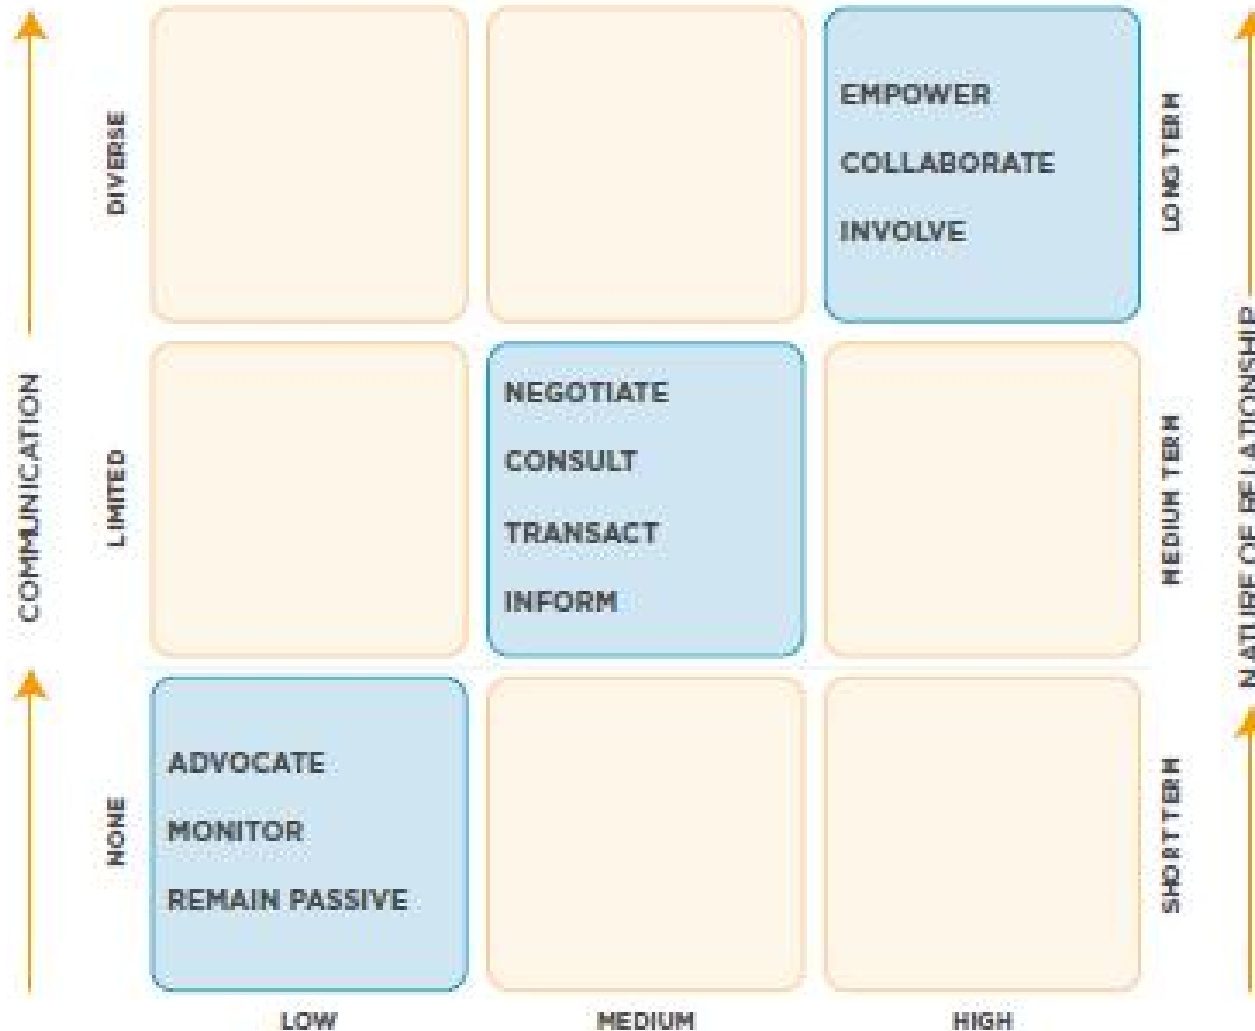 COMMUNICATION
DIVERSE
LIMITED
NONE
EMPOWER
COLLABORATE
INVOLVE
NEGOTIATE
CONSULT
TRANSACT
INFORM
ADVOCATE
MONITOR
REMAIN PASSIVE
LONG TERM
MEDIUM TERM
SHORT TERM
NATURE OF RELATIONSHIP
LOW
MEDIUM
HIGH